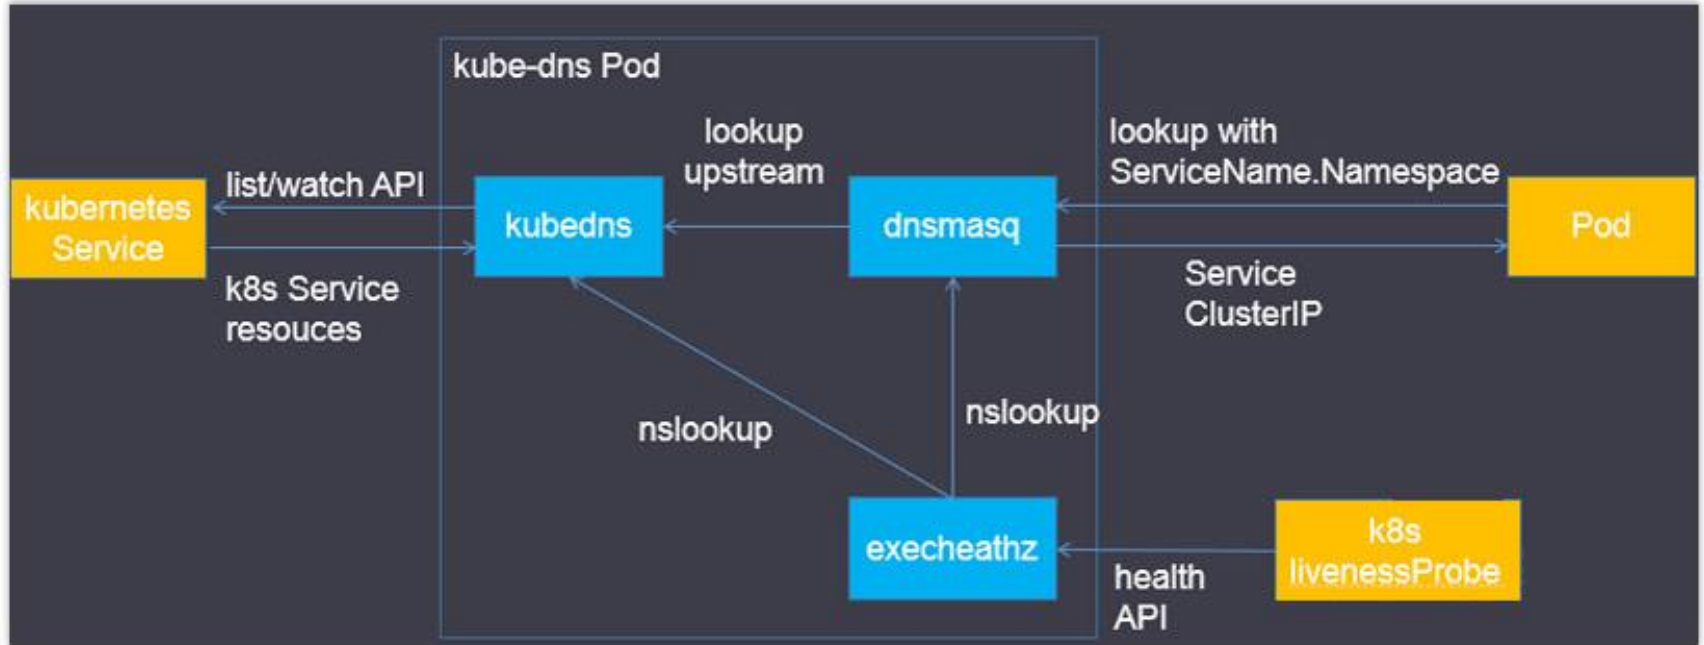 kube-dns Pod
lookup
upstream
lookup with
ServiceName.Namespace
list/watch API
kubernetes
Service
kubedns
dnsmasq
Pod
k8s Service
resouces
Service
ClusterIP
nslookup
nslookup
execheathz
k8s
livenessProbe
health
API